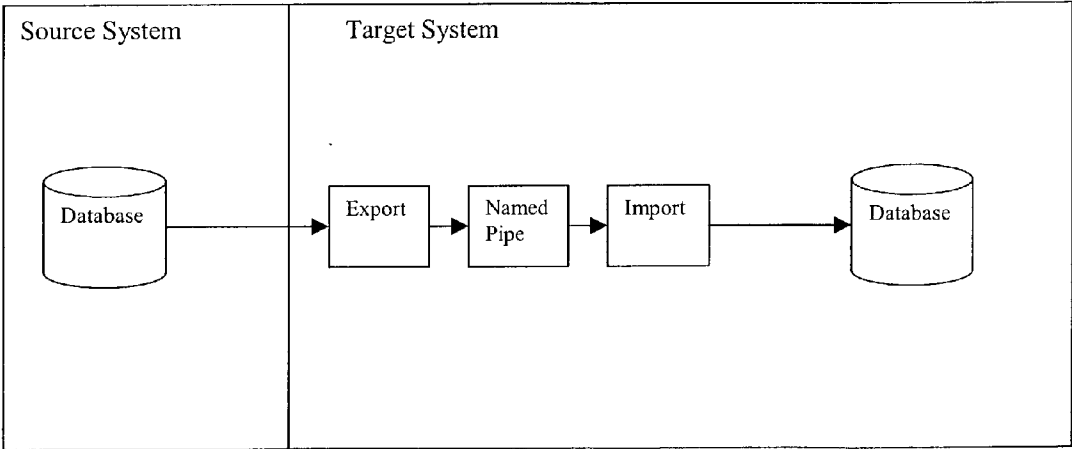 Source System
Target System
Database
Export
Named
Pipe
Import
Database